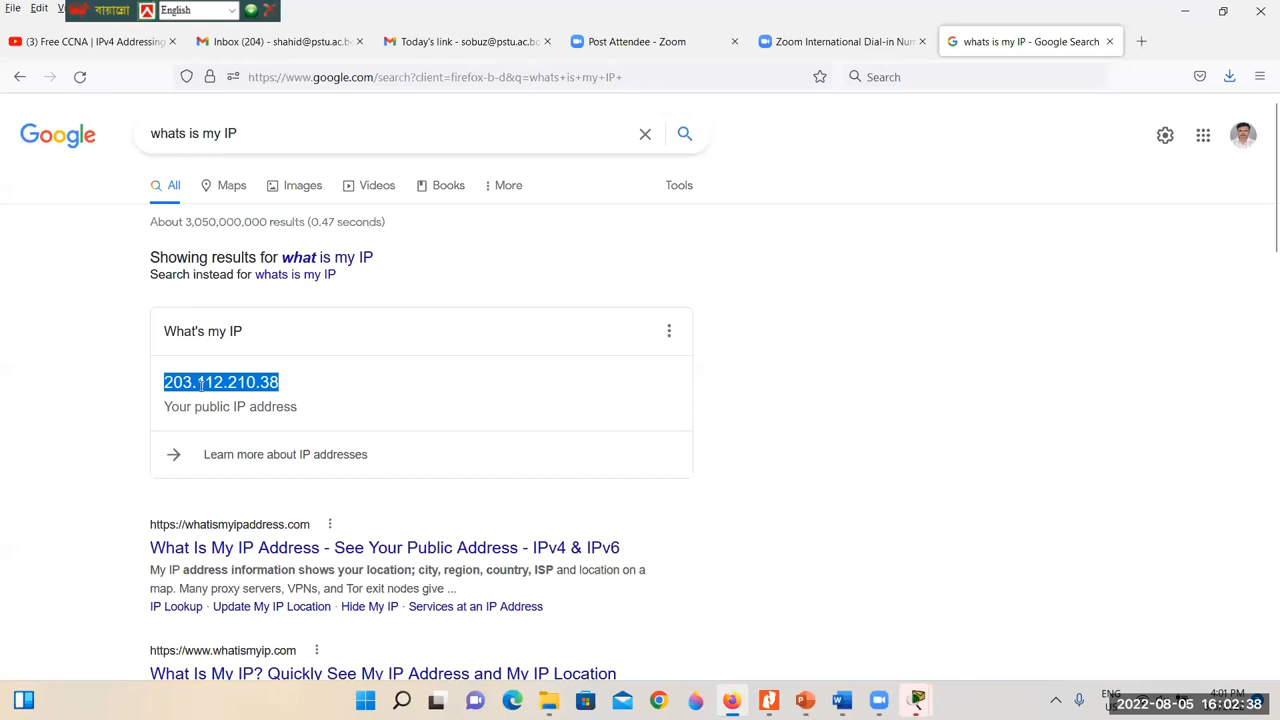 File Edit
বায়ান্নো English
(3) Free CCNA | IPv4 Addressing
Inbox (204) - shahid@pstu.ac.b
Today's link - sobuz@pstu.ac.bo
Post Attendee - Zoom
Zoom International Dial-in Num
whats is my IP - Google Search
https://www.google.com/search?client=firefox-b-d&q=whats+is+my+IP+
Search
Google
whats is my IP
All Maps Images Videos Books More Tools
About 3,050,000,000 results (0.47 seconds)
Showing results for what is my IP
Search instead for whats is my IP
What's my IP
203.112.210.38
Your public IP address
Learn more about IP addresses
https://whatismyipaddress.com
What Is My IP Address - See Your Public Address - IPv4 & IPv6
My IP address information shows your location; city, region, country, ISP and location on a
map. Many proxy servers, VPNs, and Tor exit nodes give ...
IP Lookup · Update My IP Location · Hide My IP · Services at an IP Address
https://www.whatismyip.com
What Is My IP? Quickly See My IP Address and My IP Location
ENG
4:01 PM
2022-08-05 16:02:38